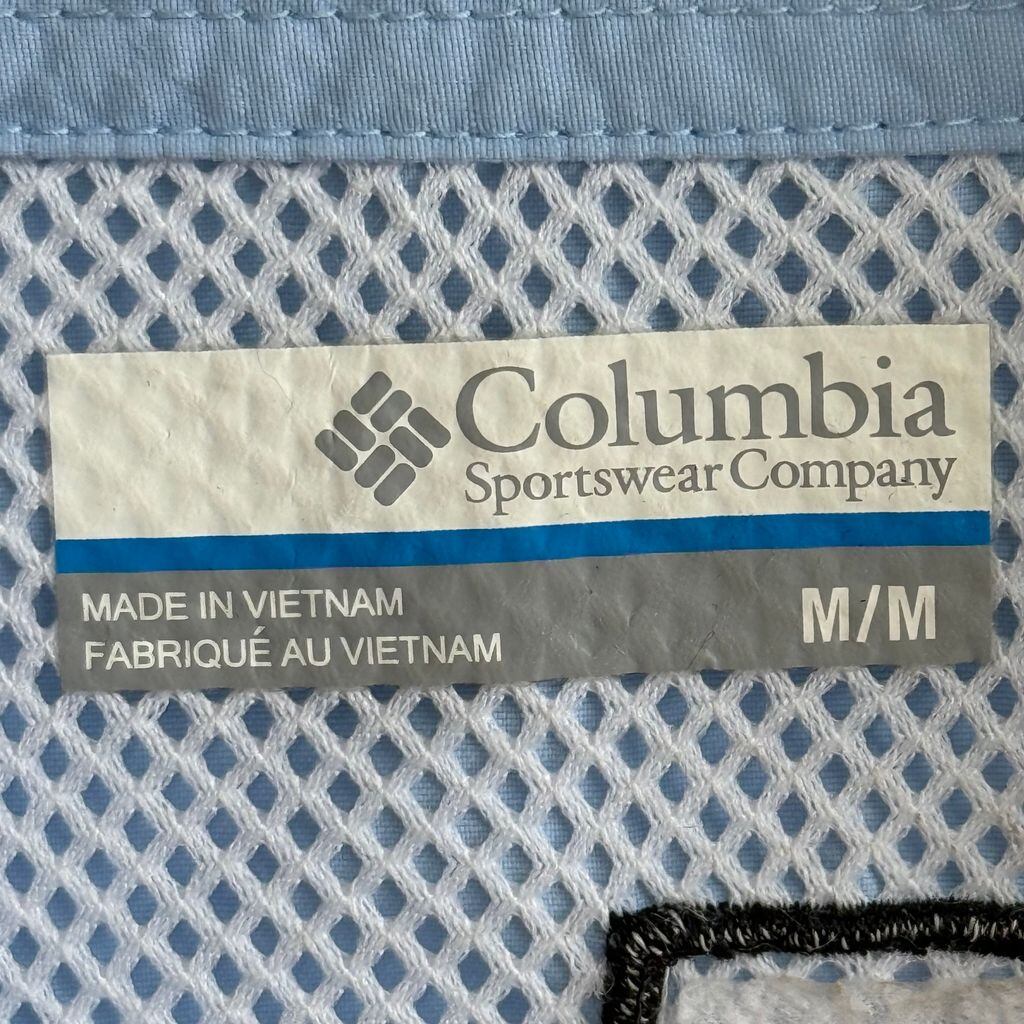 Columbia
Sportswear Company
MADE IN VIETNAM
FABRIQUÉ AU VIETNAM
M/M